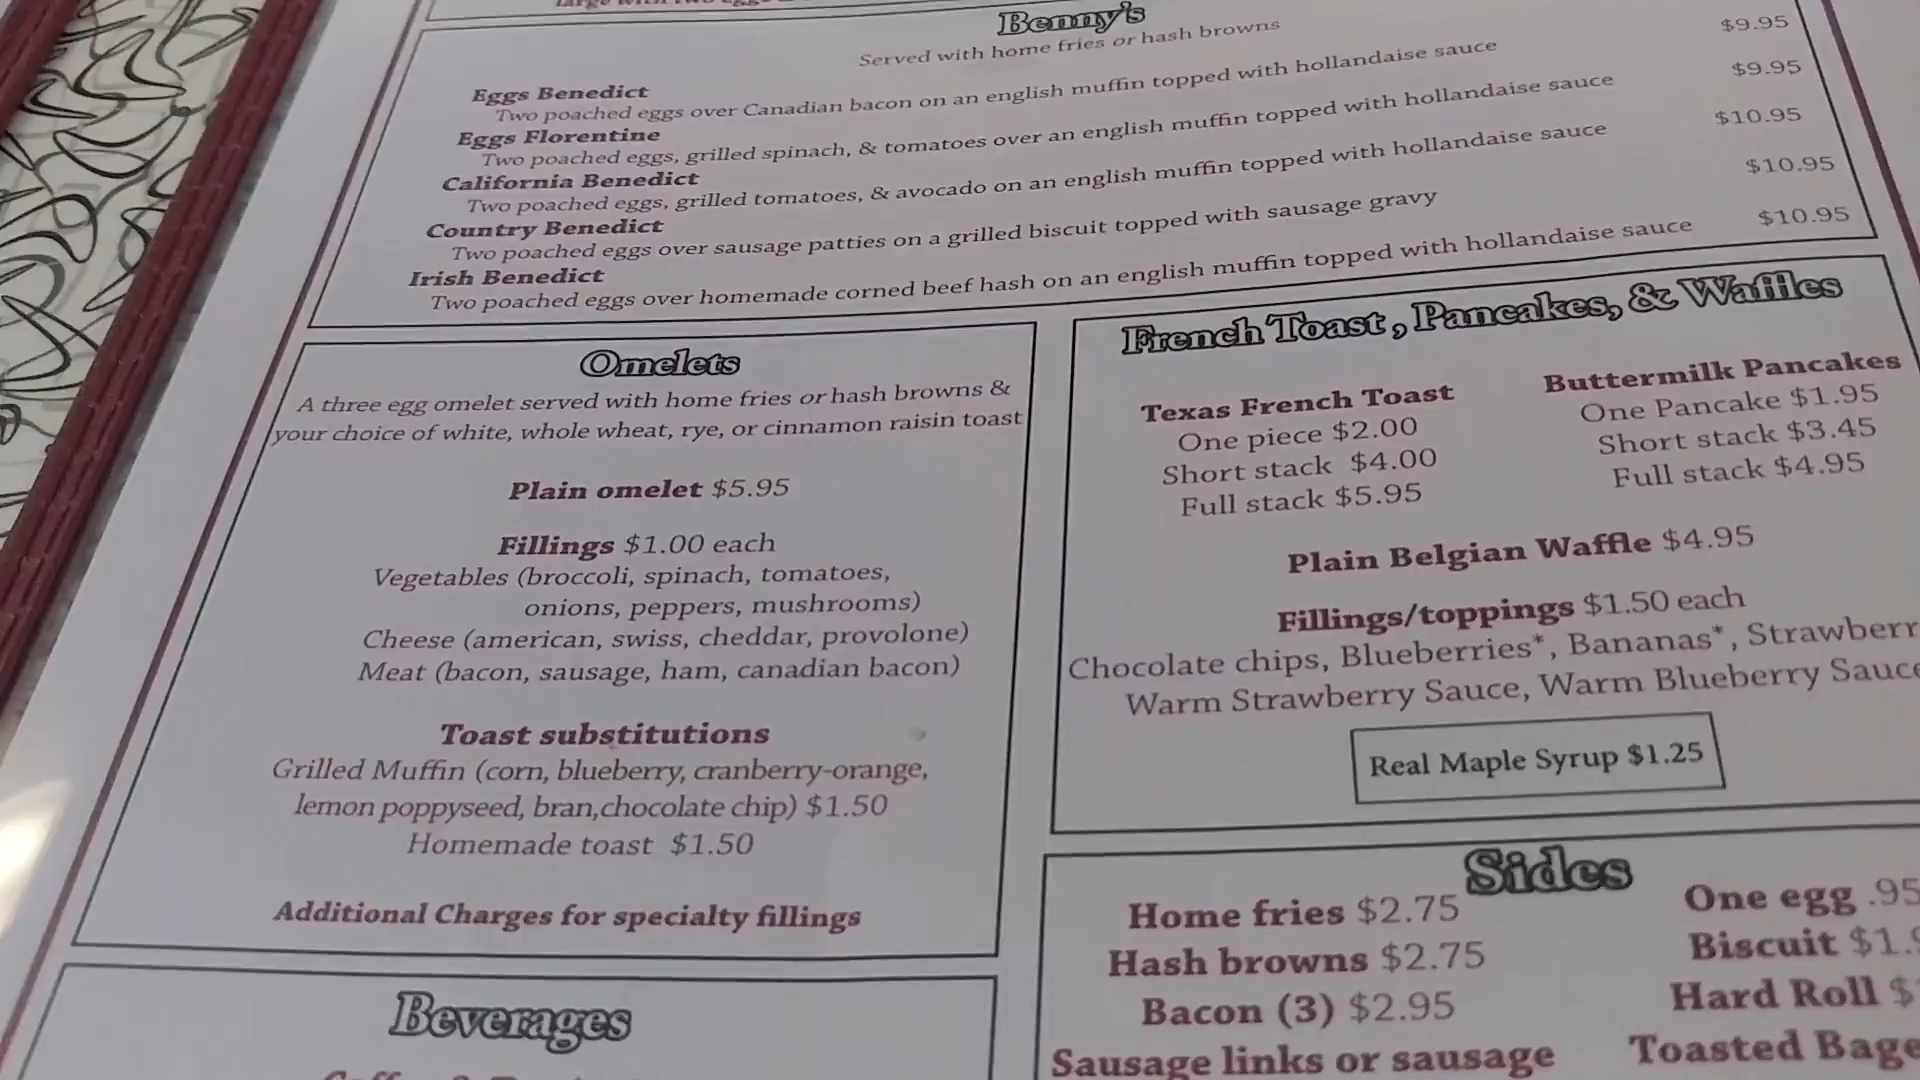 Benny's
Served with home fries or hash browns
Eggs Benedict $9.95
Two poached eggs over Canadian bacon on an english muffin topped with hollandaise sauce
Eggs Florentine $9.95
Two poached eggs, grilled spinach, & tomatoes over an english muffin topped with hollandaise sauce
California Benedict $10.95
Two poached eggs, grilled tomatoes, & avocado on an english muffin topped with hollandaise sauce
Country Benedict $10.95
Two poached eggs over sausage patties on a grilled biscuit topped with sausage gravy
Irish Benedict $10.95
Two poached eggs over homemade corned beef hash on an english muffin topped with hollandaise sauce
Omelets
A three egg omelet served with home fries or hash browns &
your choice of white, whole wheat, rye, or cinnamon raisin toast
Plain omelet $5.95
Fillings $1.00 each
Vegetables (broccoli, spinach, tomatoes,
onions, peppers, mushrooms)
Cheese (american, swiss, cheddar, provolone)
Meat (bacon, sausage, ham, canadian bacon)
Toast substitutions
Grilled Muffin (corn, blueberry, cranberry-orange,
lemon poppyseed, bran,chocolate chip) $1.50
Homemade toast $1.50
Additional Charges for specialty fillings
Beverages
French Toast, Pancakes, & Waffles
Texas French Toast
One piece $2.00
Short stack $4.00
Full stack $5.95
Buttermilk Pancakes
One Pancake $1.95
Short stack $3.45
Full stack $4.95
Plain Belgian Waffle $4.95
Fillings/toppings $1.50 each
Chocolate chips, Blueberries*, Bananas*, Strawberr
Warm Strawberry Sauce, Warm Blueberry Sauce
Real Maple Syrup $1.25
Sides
Home fries $2.75
Hash browns $2.75
Bacon (3) $2.95
Sausage links or sausage
One egg .95
Biscuit $1.
Hard Roll $
Toasted Bage